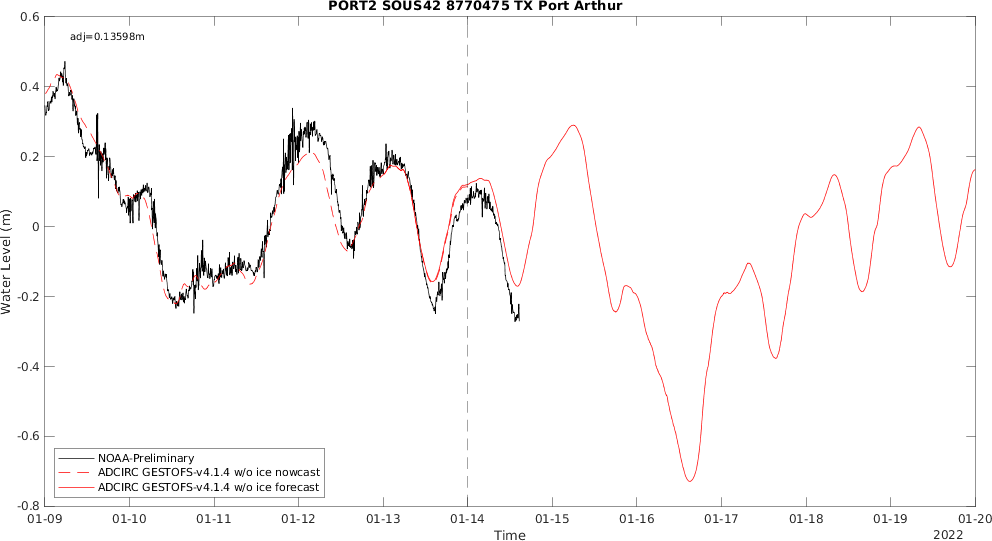 PORT2 SOUS42 8770475 TX Port Arthur
adj=0.13598m
0.6
0.4
0.2
0
-0.2
-0.4
-0.6
-0.8
Water Level (m)
NOAA-Preliminary
ADCIRC GESTOFS-v4.1.4 w/o ice nowcast
ADCIRC GESTOFS-v4.1.4 w/o ice forecast
01-09 01-10 01-11 01-12 01-13 01-14 01-15 01-16 01-17 01-18 01-19 01-20
Time
2022